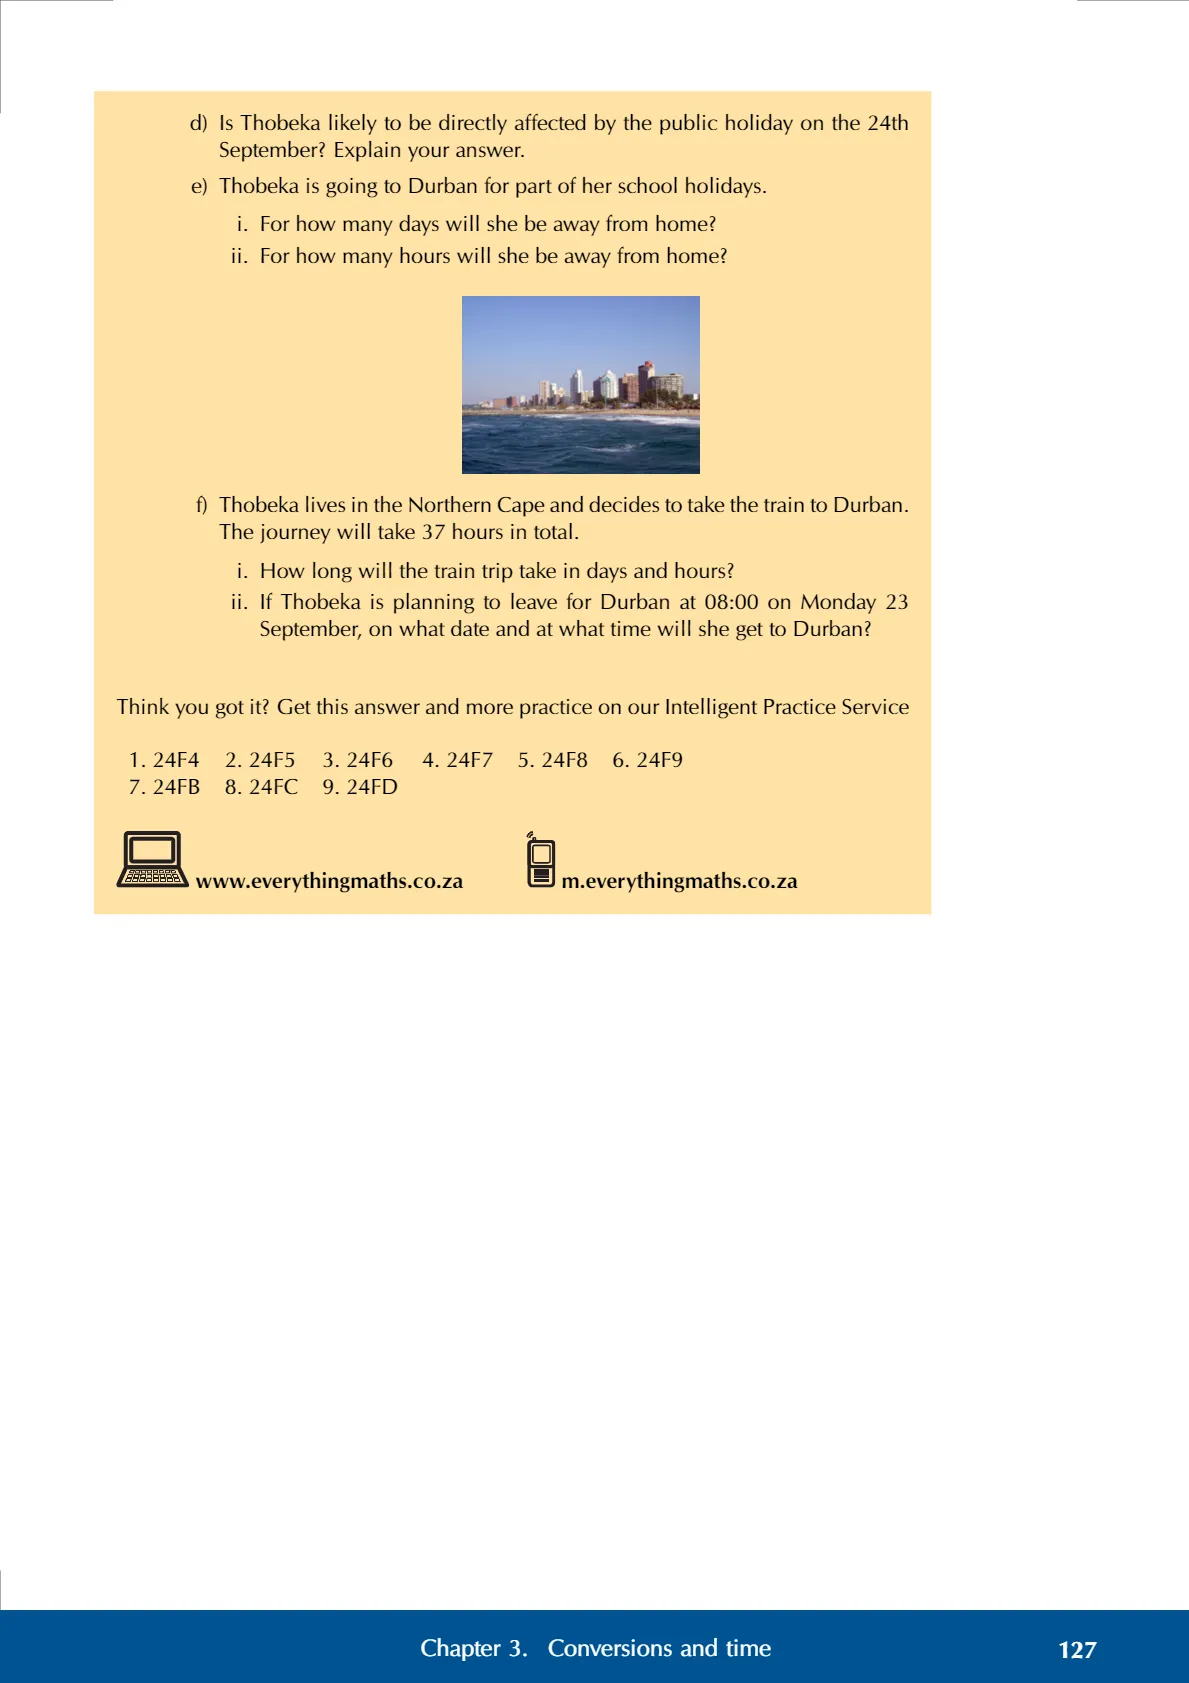 d) Is Thobeka likely to be directly affected by the public holiday on the 24th
September? Explain your answer.
e) Thobeka is going to Durban for part of her school holidays.
i. For how many days will she be away from home?
ii. For how many hours will she be away from home?
f) Thobeka lives in the Northern Cape and decides to take the train to Durban.
The journey will take 37 hours in total.
i. How long will the train trip take in days and hours?
ii. If Thobeka is planning to leave for Durban at 08:00 on Monday 23
September, on what date and at what time will she get to Durban?
Think you got it? Get this answer and more practice on our Intelligent Practice Service
1. 24F4 2. 24F5 3. 24F6 4. 24F7 5. 24F8 6. 24F9
7. 24FB 8. 24FC 9. 24FD
www.everythingmaths.co.za m.everythingmaths.co.za
Chapter 3. Conversions and time 127